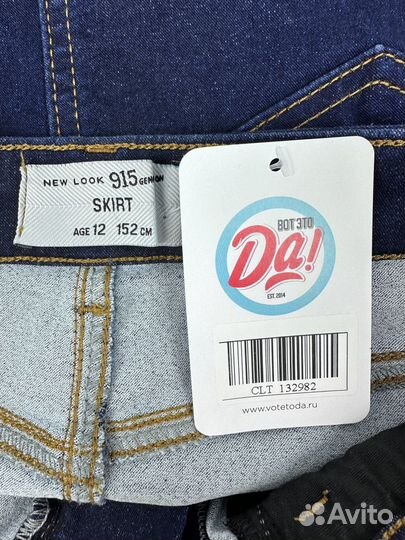 NEW LOOK 915 GENERATION
SKIRT
AGE 12 152 CM
ВОТ ЭТО
Да!
EST. 2014
CLT 132982
www.votetoda.ru
Avito